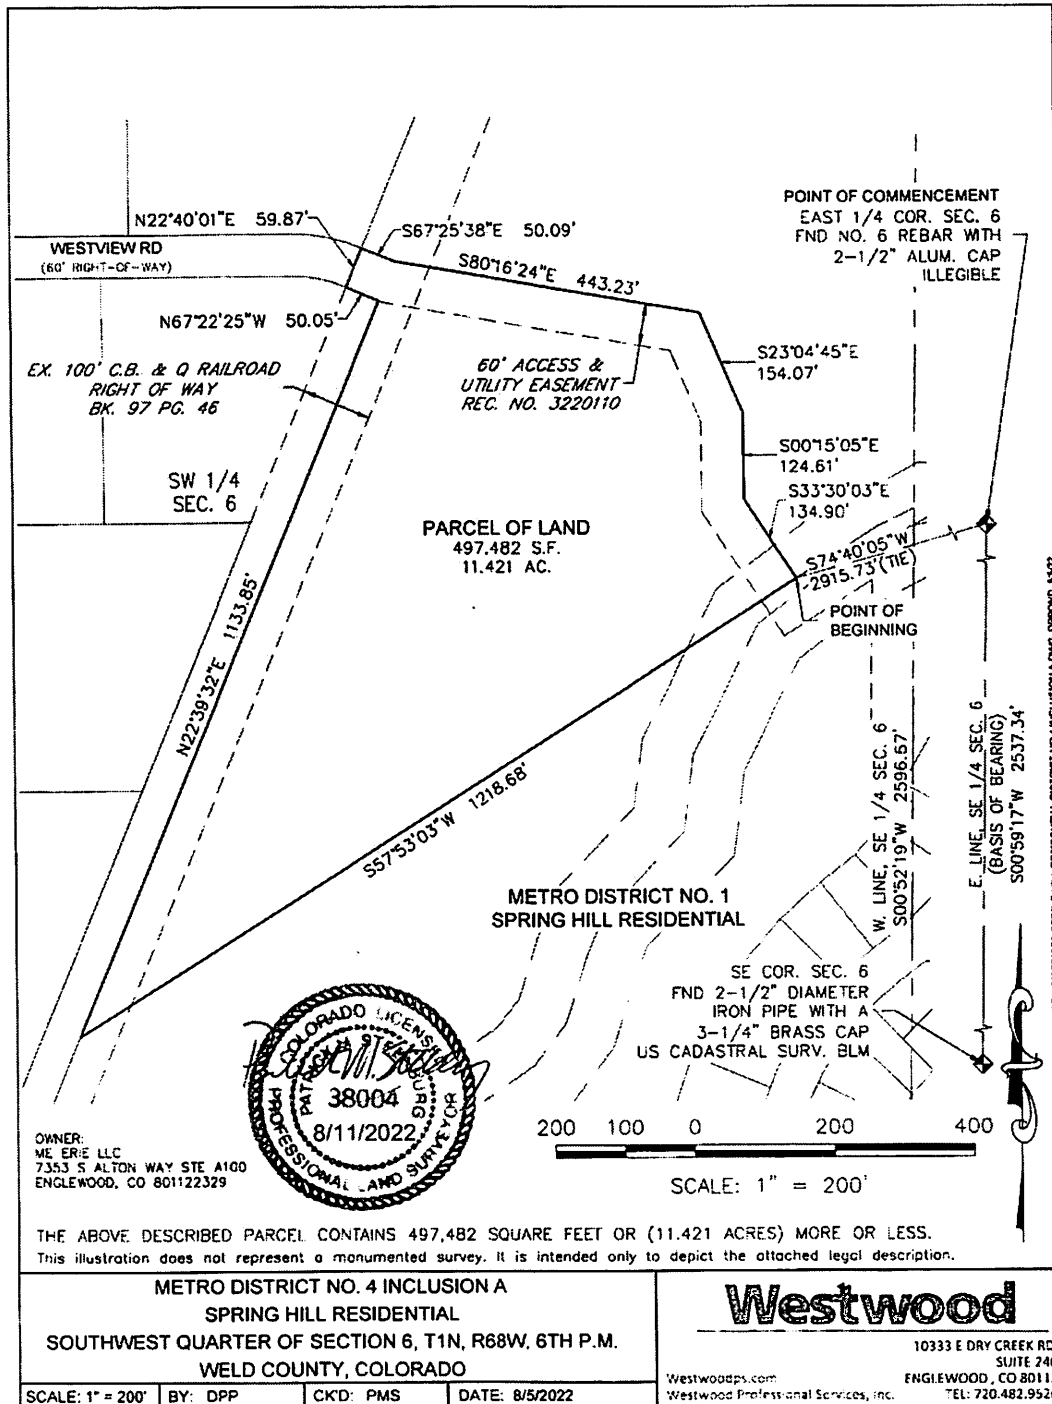 N22°40'01"E 59.87'
S67°25'38"E 50.09'
WESTVIEW RD
(60' RIGHT-OF-WAY)
S80°16'24"E 443.23'
N67°22'25"W 50.05'
POINT OF COMMENCEMENT
EAST 1/4 COR. SEC. 6
FND NO. 6 REBAR WITH
2-1/2" ALUM. CAP
ILLEGIBLE
EX. 100' C.B. & Q RAILROAD
RIGHT OF WAY
BK. 97 PG. 46
60' ACCESS &
UTILITY EASEMENT
REC. NO. 3220110
S23°04'45"E
154.07'
S00°15'05"E
124.61'
S33°30'03"E
134.90'
SW 1/4
SEC. 6
PARCEL OF LAND
497.482 S.F.
11.421 AC.
S74°40'05"W
2915.73'(TIE)
POINT OF
BEGINNING
N22°39'32"E 1133.85'
S57°53'03"W 1218.68'
W. LINE, SE 1/4 SEC. 6
S00°52'19"W 2596.67'
E. LINE, SE 1/4 SEC. 6
(BASIS OF BEARING)
S00°59'17"W 2537.34'
METRO DISTRICT NO. 1
SPRING HILL RESIDENTIAL
SE COR. SEC. 6
FND 2-1/2" DIAMETER
IRON PIPE WITH A
3-1/4" BRASS CAP
US CADASTRAL SURV. BLM
COLORADO LICENS
38004
8/11/2022
PROFESSIONAL LAND SURVEYOR
OWNER:
ME ERIE LLC
7353 S ALTON WAY STE A100
ENGLEWOOD, CO 801122329
200 100 0 200 400
SCALE: 1" = 200'
THE ABOVE DESCRIBED PARCEL CONTAINS 497,482 SQUARE FEET OR (11.421 ACRES) MORE OR LESS.
This illustration does not represent a monumented survey. It is intended only to depict the attached legal description.
METRO DISTRICT NO. 4 INCLUSION A
SPRING HILL RESIDENTIAL
SOUTHWEST QUARTER OF SECTION 6, T1N, R68W, 6TH P.M.
WELD COUNTY, COLORADO
SCALE: 1" = 200' BY: DPP CK'D: PMS DATE: 8/5/2022
Westwood
10333 E DRY CREEK RD
SUITE 240
ENGLEWOOD, CO 8011
TEL: 720.482.952
Westwoodps.com
Westwood Professional Services, Inc.